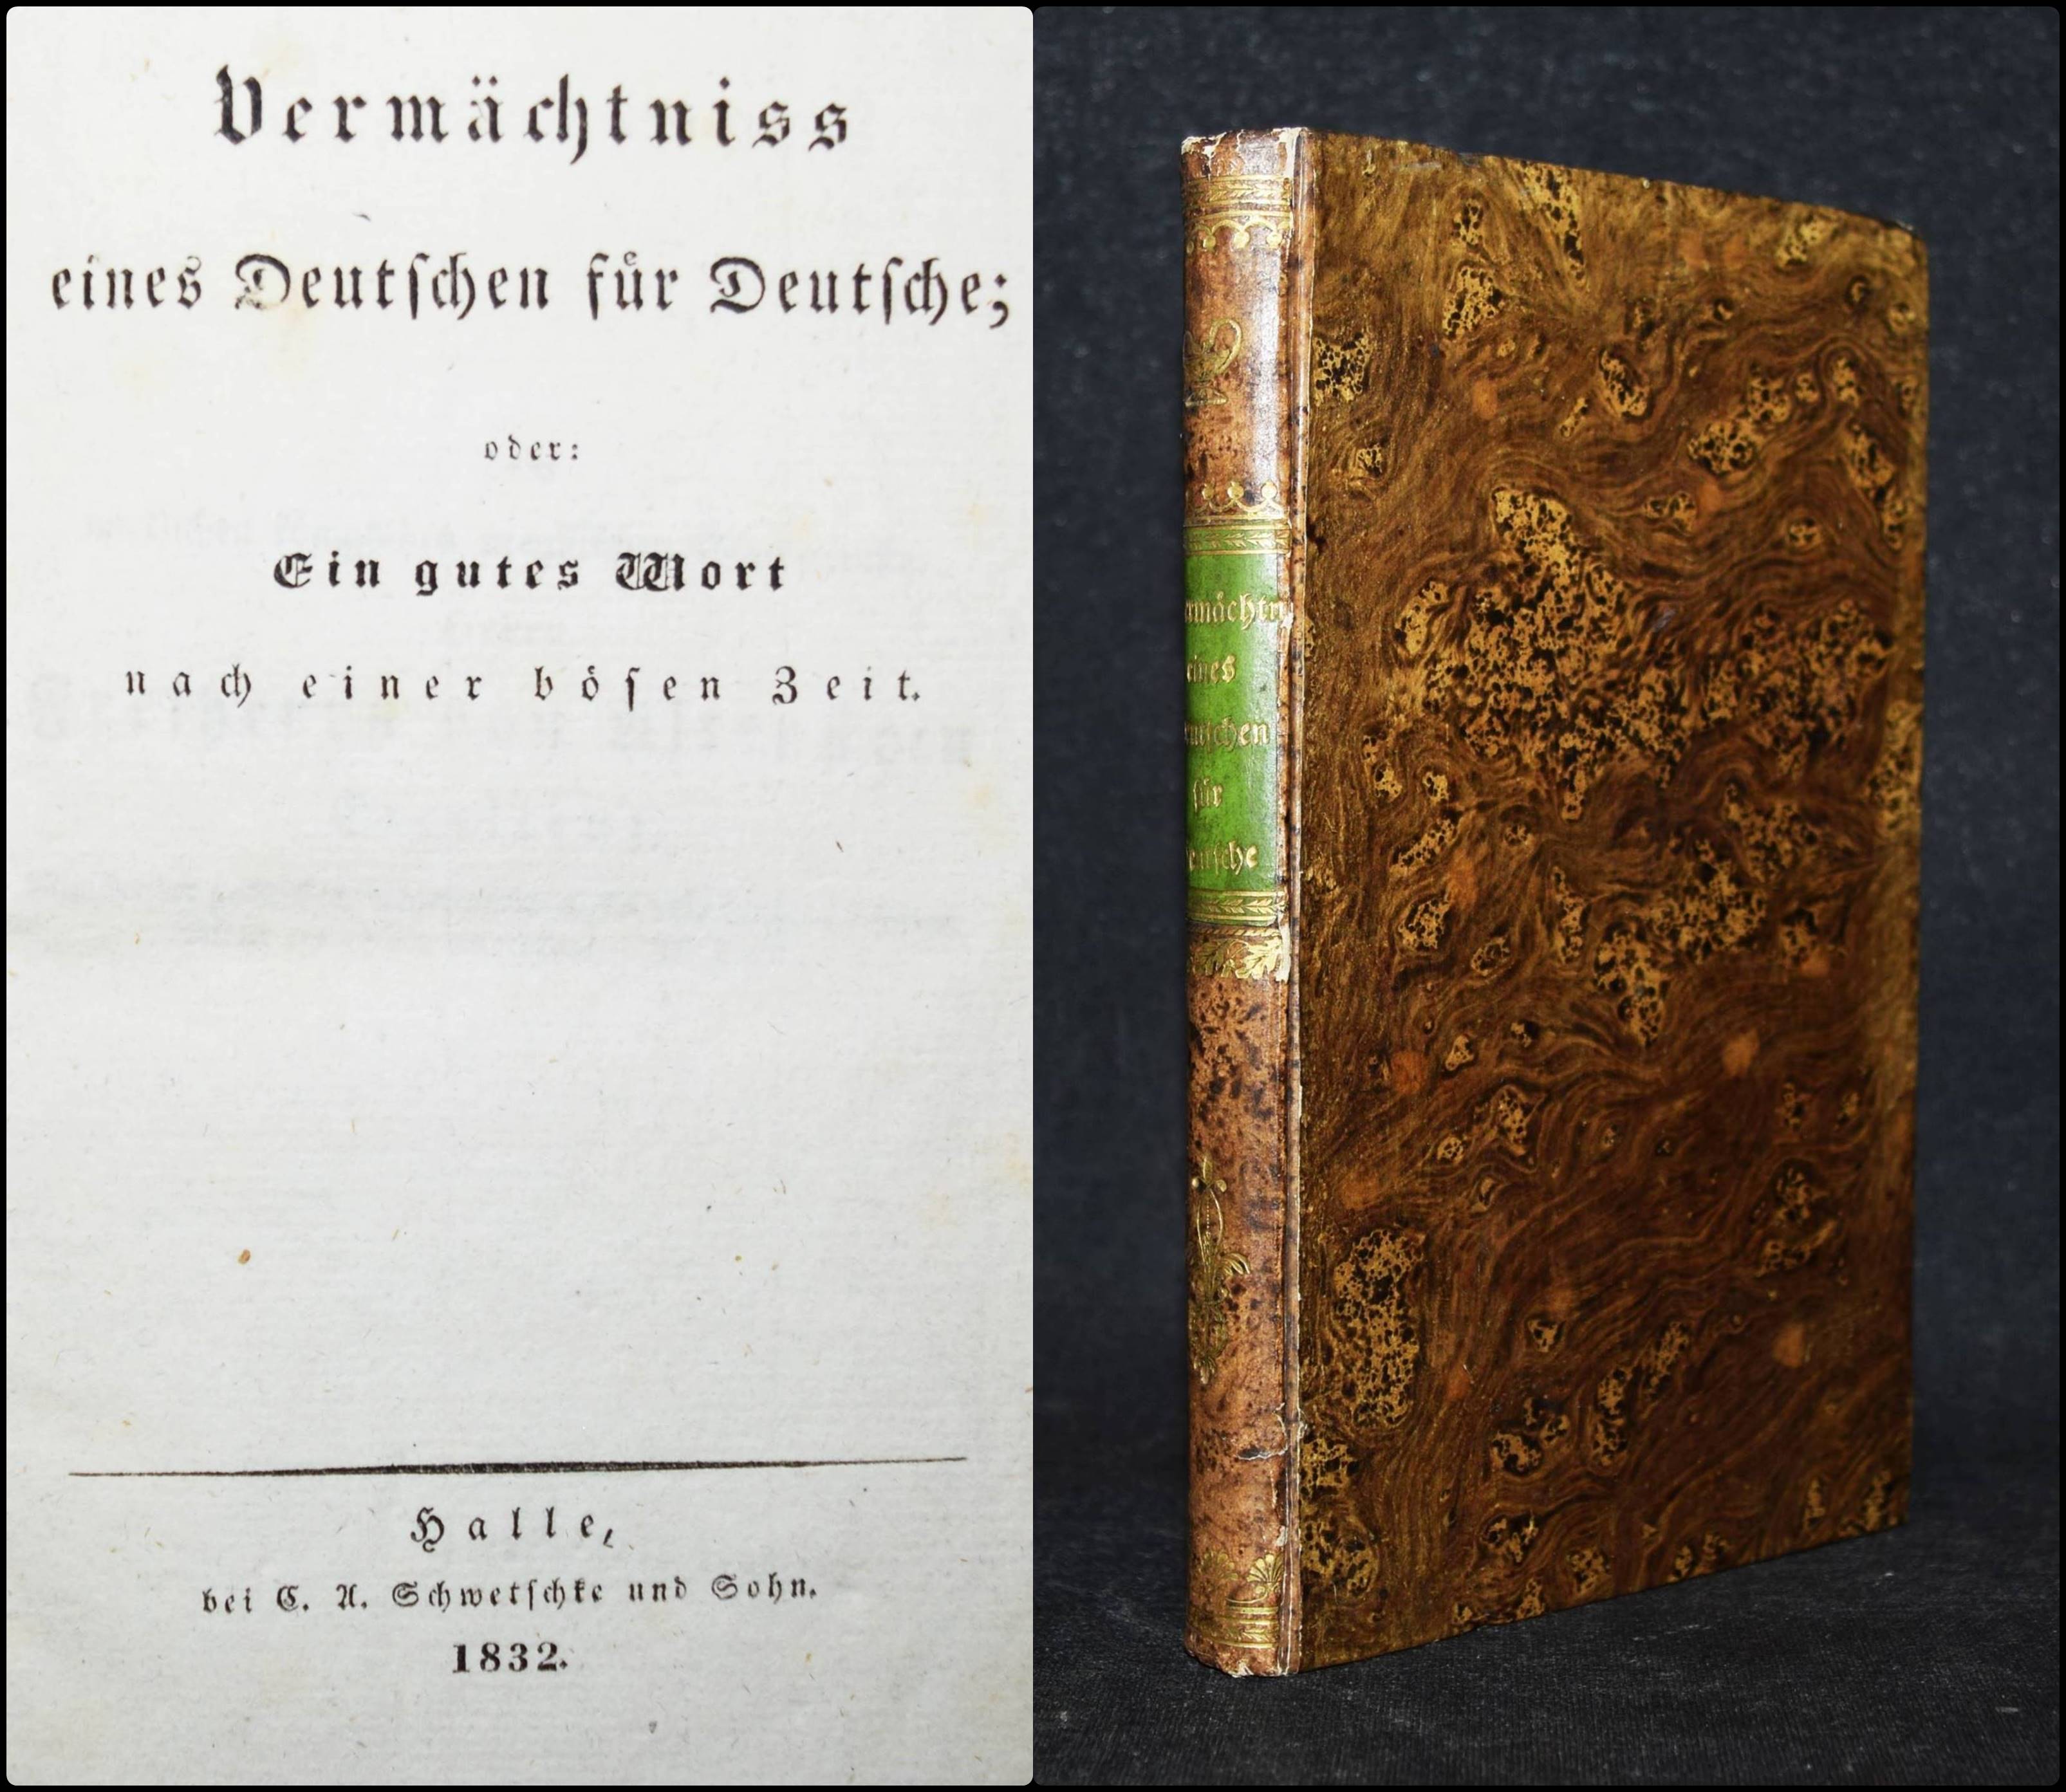 Vermächtniss
eines Deutſchen für Deutſche;
oder:
Ein gutes Wort
nach einer böſen Zeit.
Halle,
bei C. A. Schwetſchke und Sohn.
1832.
eines
für